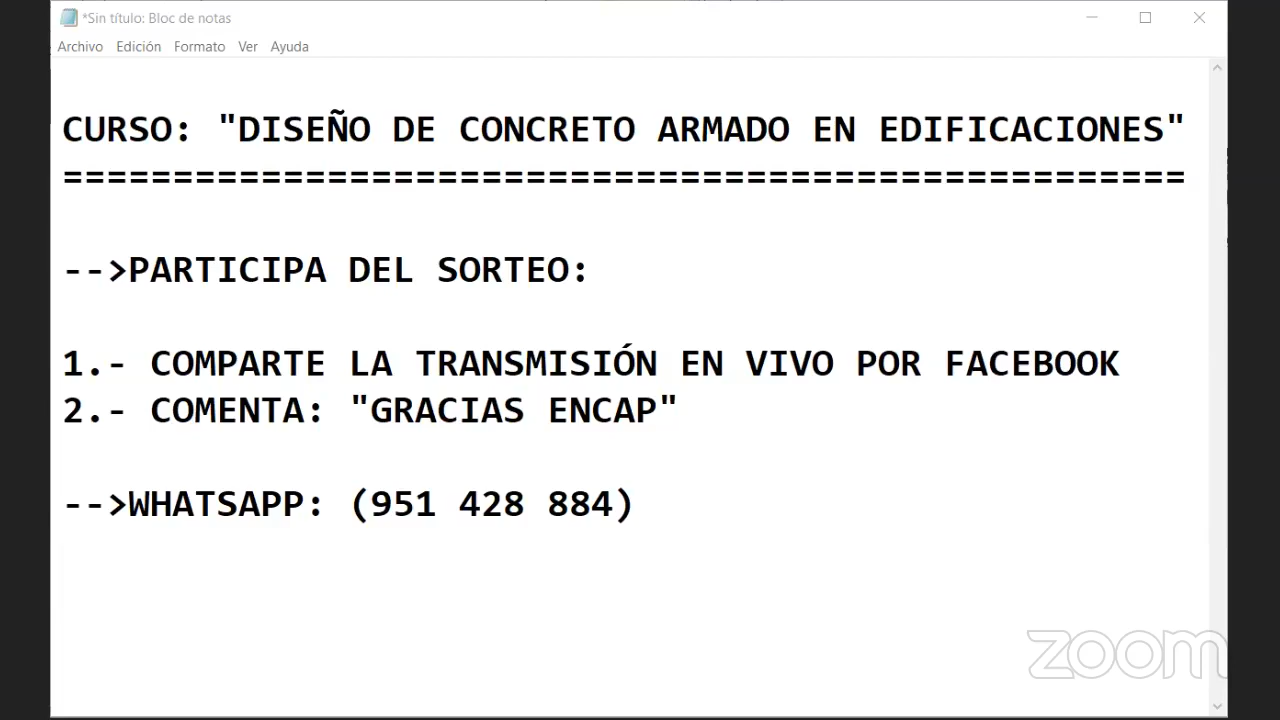 *Sin título: Bloc de notas
Archivo Edición Formato Ver Ayuda
CURSO: "DISEÑO DE CONCRETO ARMADO EN EDIFICACIONES"
===================================================
-->PARTICIPA DEL SORTEO:
1.- COMPARTE LA TRANSMISIÓN EN VIVO POR FACEBOOK
2.- COMENTA: "GRACIAS ENCAP"
-->WHATSAPP: (951 428 884)
zoom